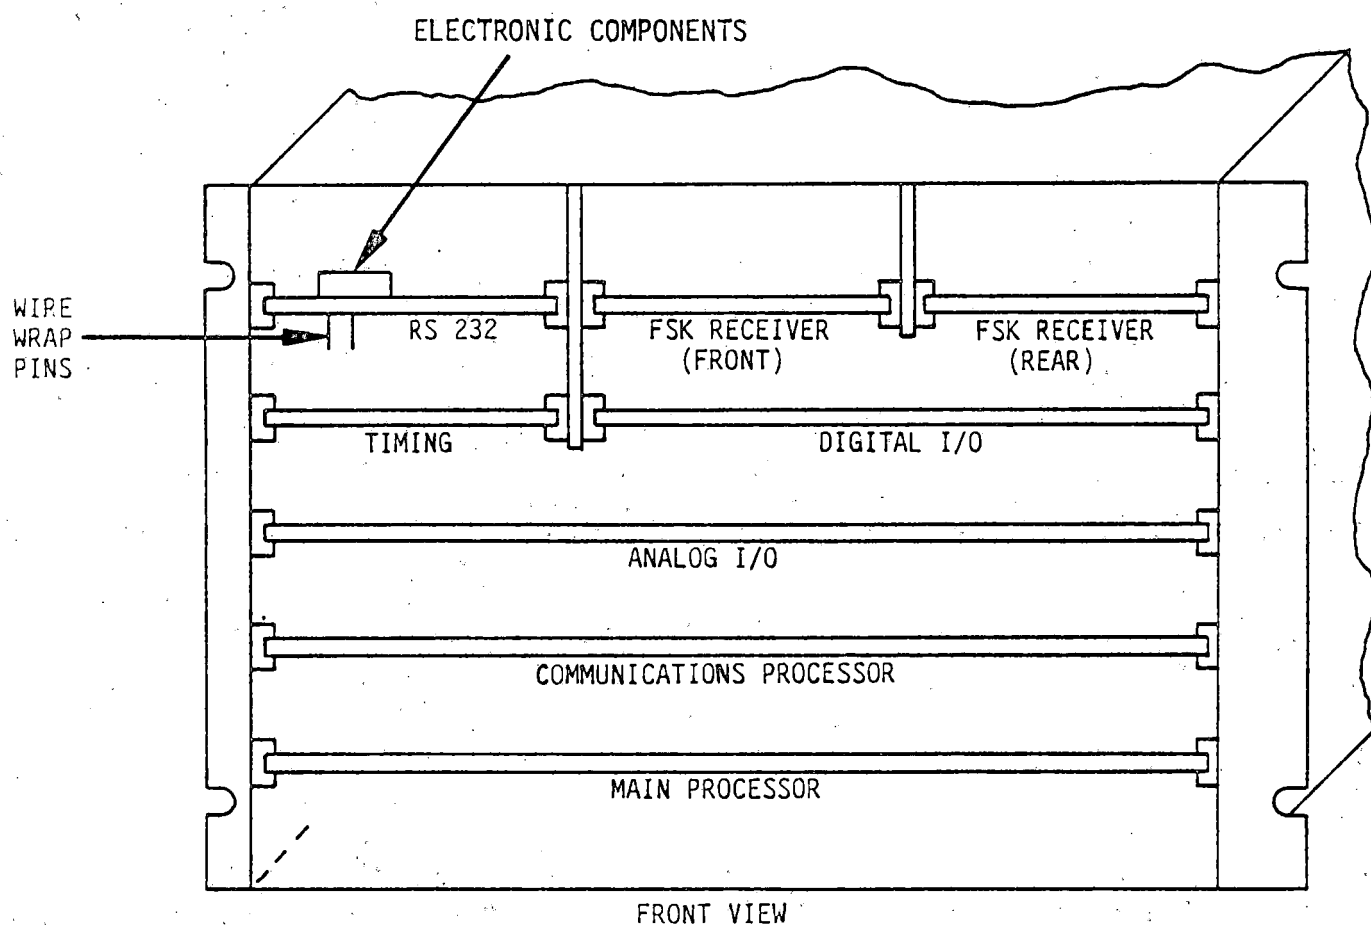 ELECTRONIC COMPONENTS
WIRE
WRAP
PINS
RS 232
FSK RECEIVER
(FRONT)
FSK RECEIVER
(REAR)
TIMING
DIGITAL I/O
ANALOG I/O
COMMUNICATIONS PROCESSOR
MAIN PROCESSOR
FRONT VIEW